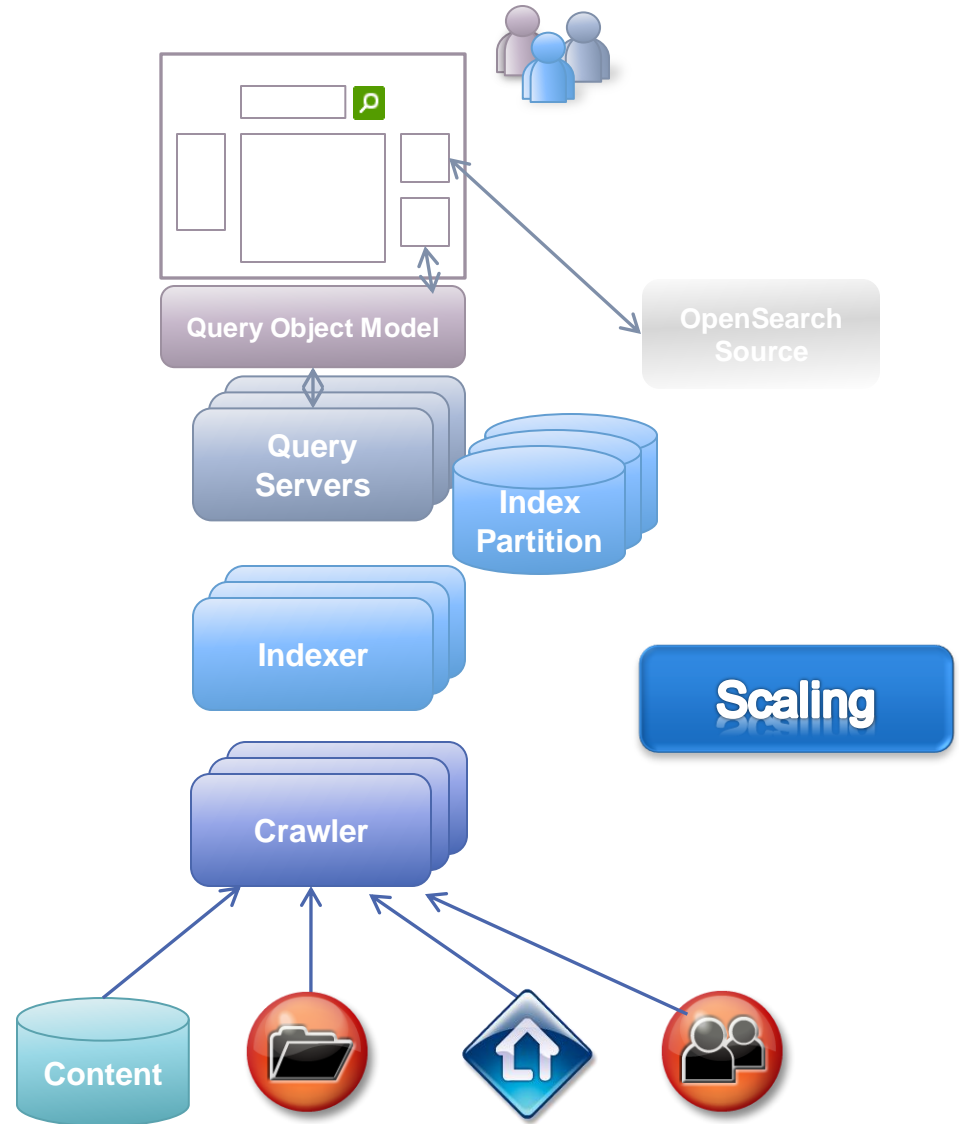 Query Object Model
OpenSearch
Source
Query
Servers
Index
Partition
Indexer
Scaling
Crawler
Content